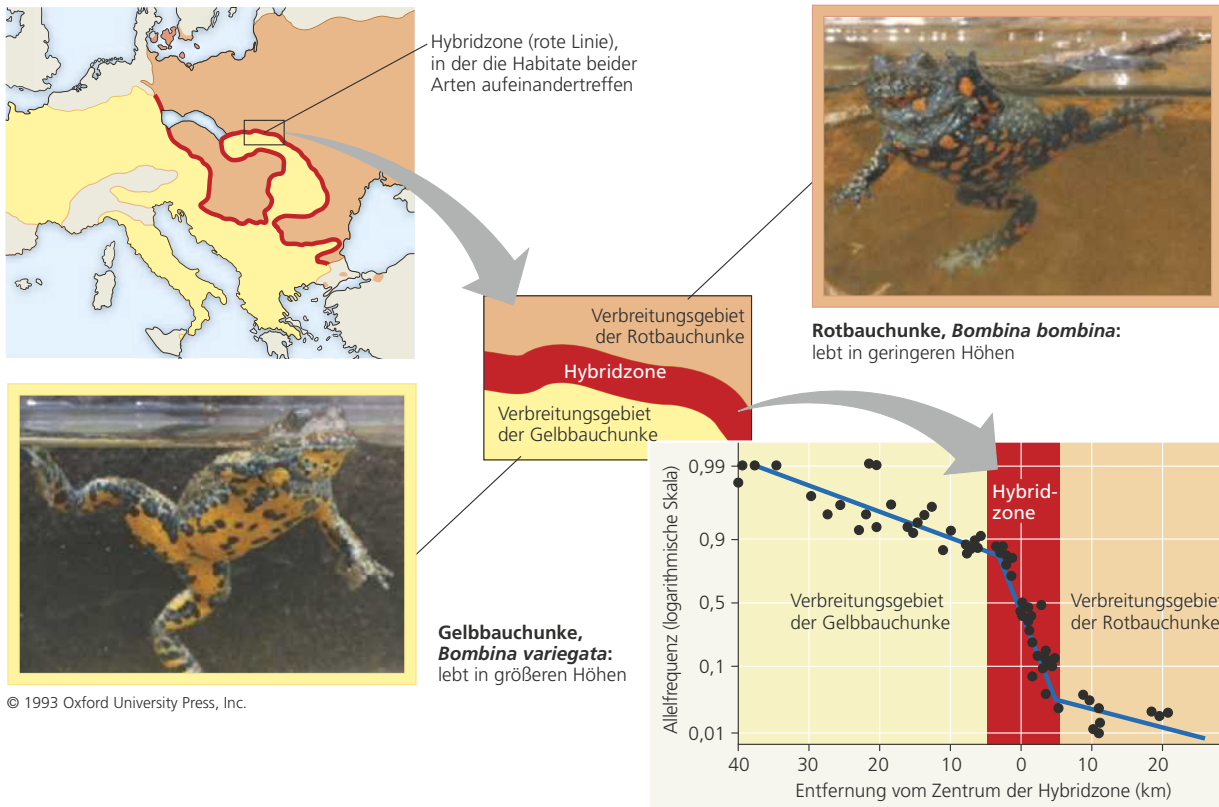 Hybridzone (rote Linie),
in der die Habitate beider
Arten aufeinandertreffen
Rotbauchunke, Bombina bombina:
lebt in geringeren Höhen
Verbreitungsgebiet
der Rotbauchunke
Hybridzone
Verbreitungsgebiet
der Gelbbauchunke
Gelbbauchunke,
Bombina variegata:
lebt in größeren Höhen
© 1993 Oxford University Press, Inc.
Allelfrequenz (logarithmische Skala)
0,99
0,9
0,5
0,1
0,01
Hybrid-
zone
Verbreitungsgebiet
der Gelbbauchunke
Verbreitungsgebiet
der Rotbauchunke
40 30 20 10 0 10 20
Entfernung vom Zentrum der Hybridzone (km)